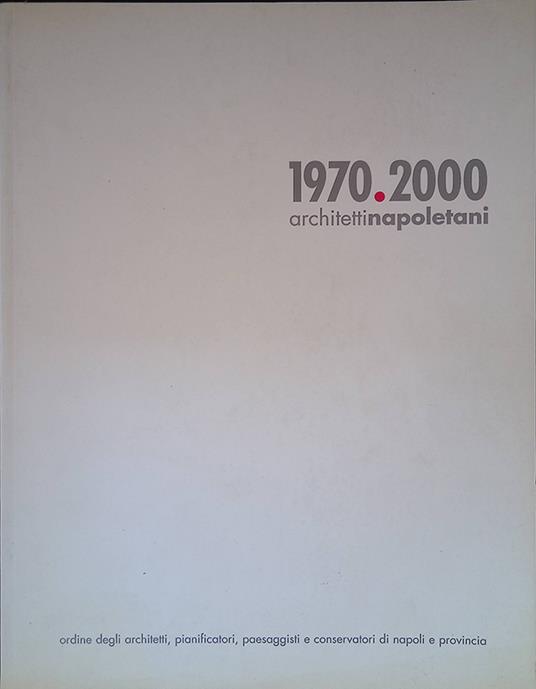 1970.2000
architettinapoletani
ordine degli architetti, pianificatori, paesaggisti e conservatori di napoli e provincia